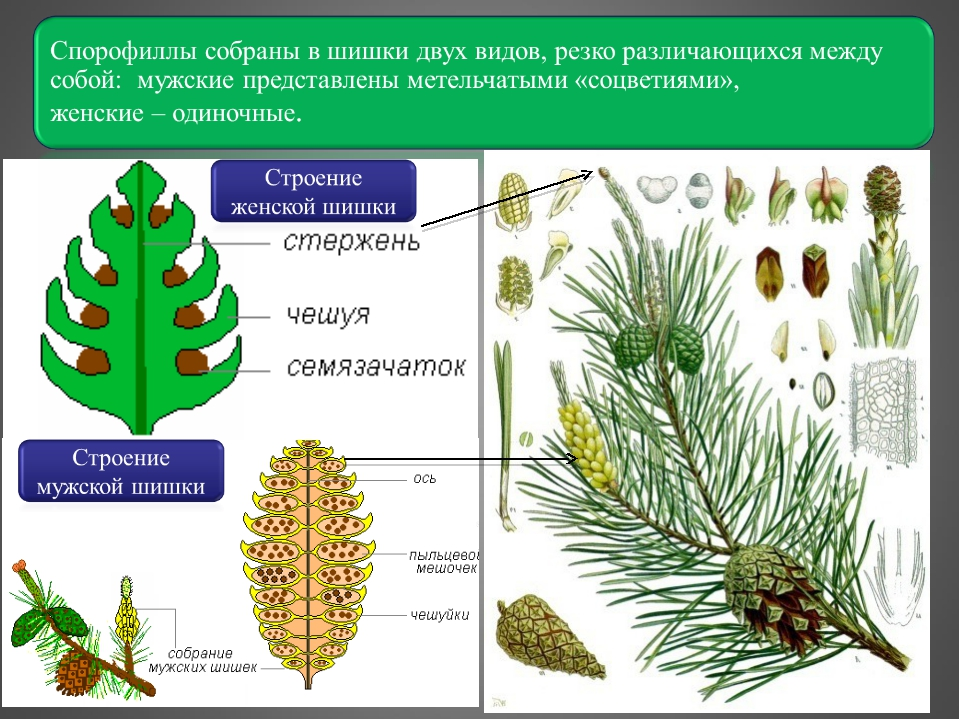 Спорофиллы собраны в шишки двух видов, резко различающихся между
собой:  мужские представлены метельчатыми «соцветиями»,
женские – одиночные.
Строение
женской шишки
стержень
чешуя
семязачаток
Строение
мужской шишки
ось
пыльцевой
мешочек
чешуйки
собрание
мужских шишек